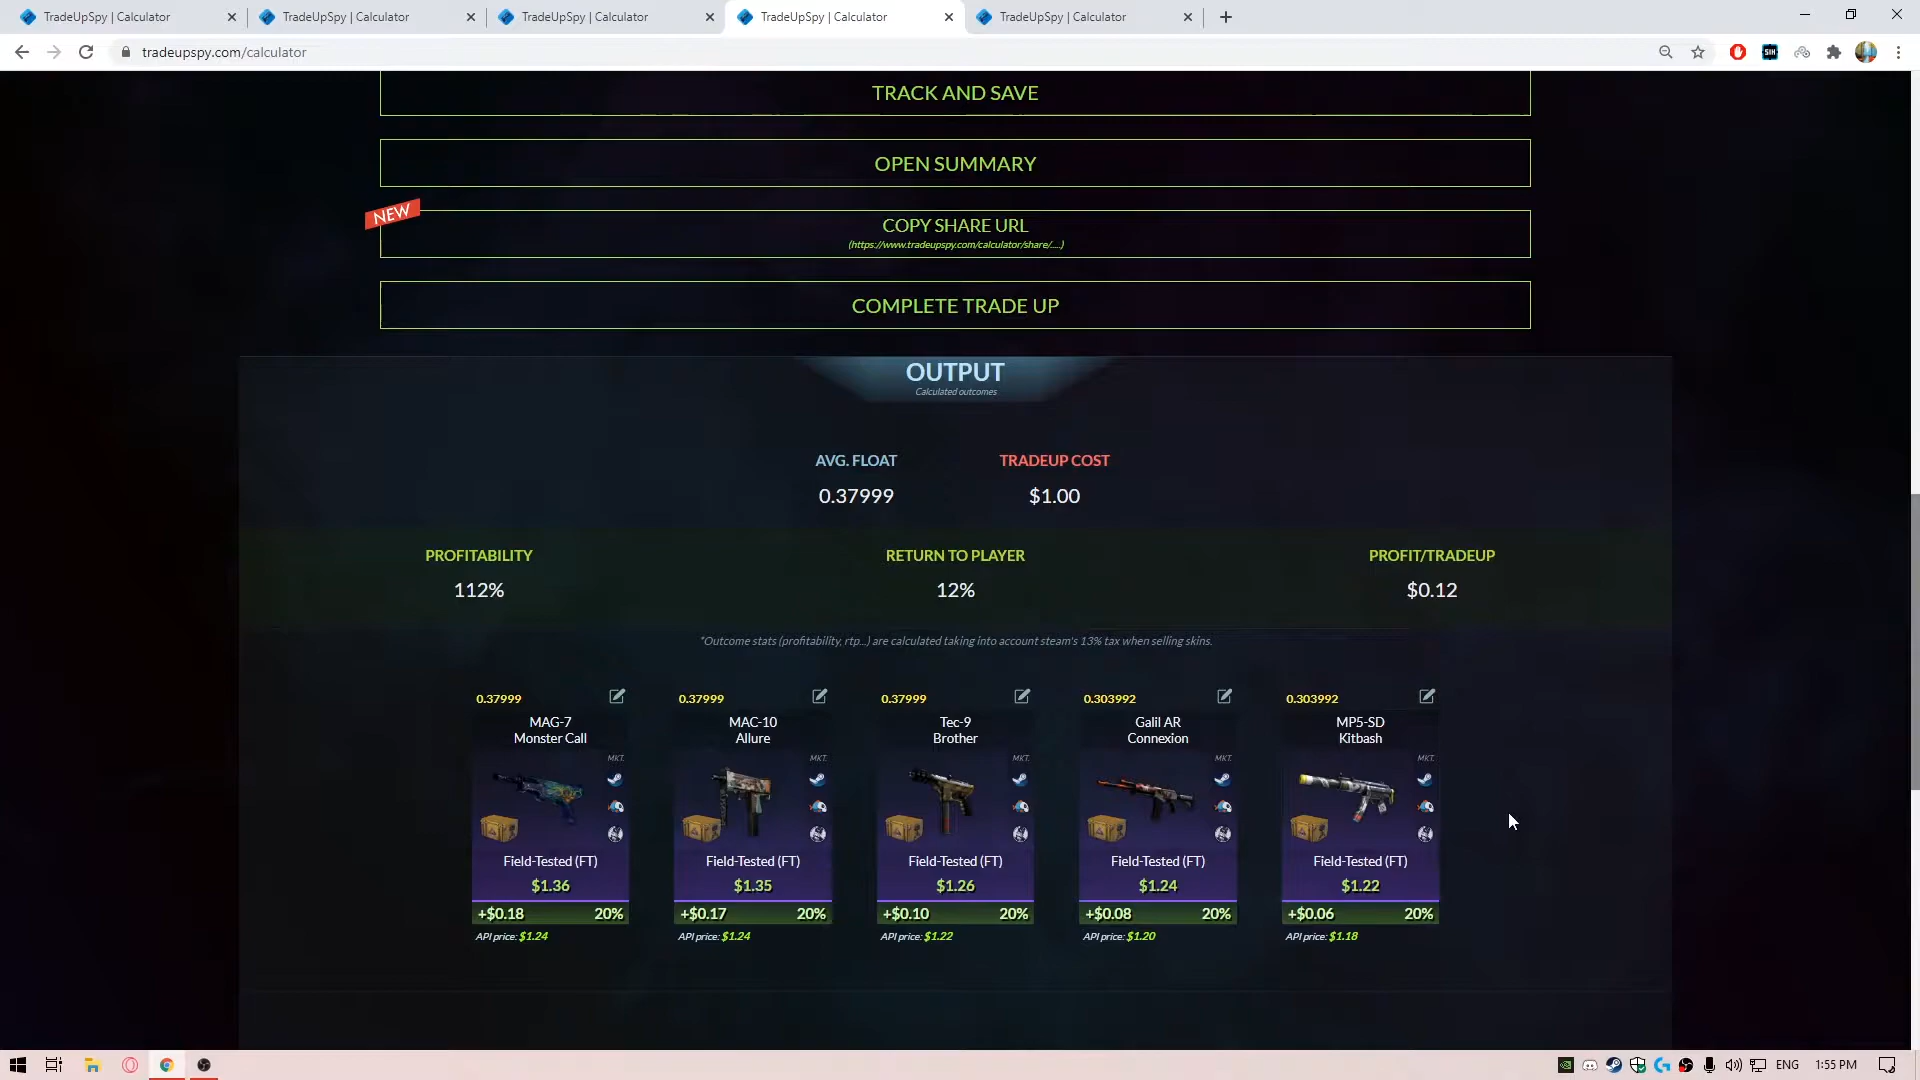 TradeUpSpy | Calculator
TradeUpSpy | Calculator
TradeUpSpy | Calculator
TradeUpSpy | Calculator
TradeUpSpy | Calculator
tradeupspy.com/calculator
SIH
TRACK AND SAVE
OPEN SUMMARY
NEW
COPY SHARE URL
(https://www.tradeupspy.com/calculator/share/.....)
COMPLETE TRADE UP
OUTPUT
Calculated outcomes
AVG. FLOAT
TRADEUP COST
0.37999
$1.00
PROFITABILITY
RETURN TO PLAYER
PROFIT/TRADEUP
112%
12%
$0.12
*Outcome stats (profitability, rtp...) are calculated taking into account steam's 13% tax when selling skins.
0.37999
MAG-7
Monster Call
MKT.
Field-Tested (FT)
$1.36
+$0.18 20%
API price: $1.24
0.37999
MAC-10
Allure
MKT.
Field-Tested (FT)
$1.35
+$0.17 20%
API price: $1.24
0.37999
Tec-9
Brother
MKT.
Field-Tested (FT)
$1.26
+$0.10 20%
API price: $1.22
0.303992
Galil AR
Connexion
MKT.
Field-Tested (FT)
$1.24
+$0.08 20%
API price: $1.20
0.303992
MP5-SD
Kitbash
MKT.
Field-Tested (FT)
$1.22
+$0.06 20%
API price: $1.18
ENG
1:55 PM